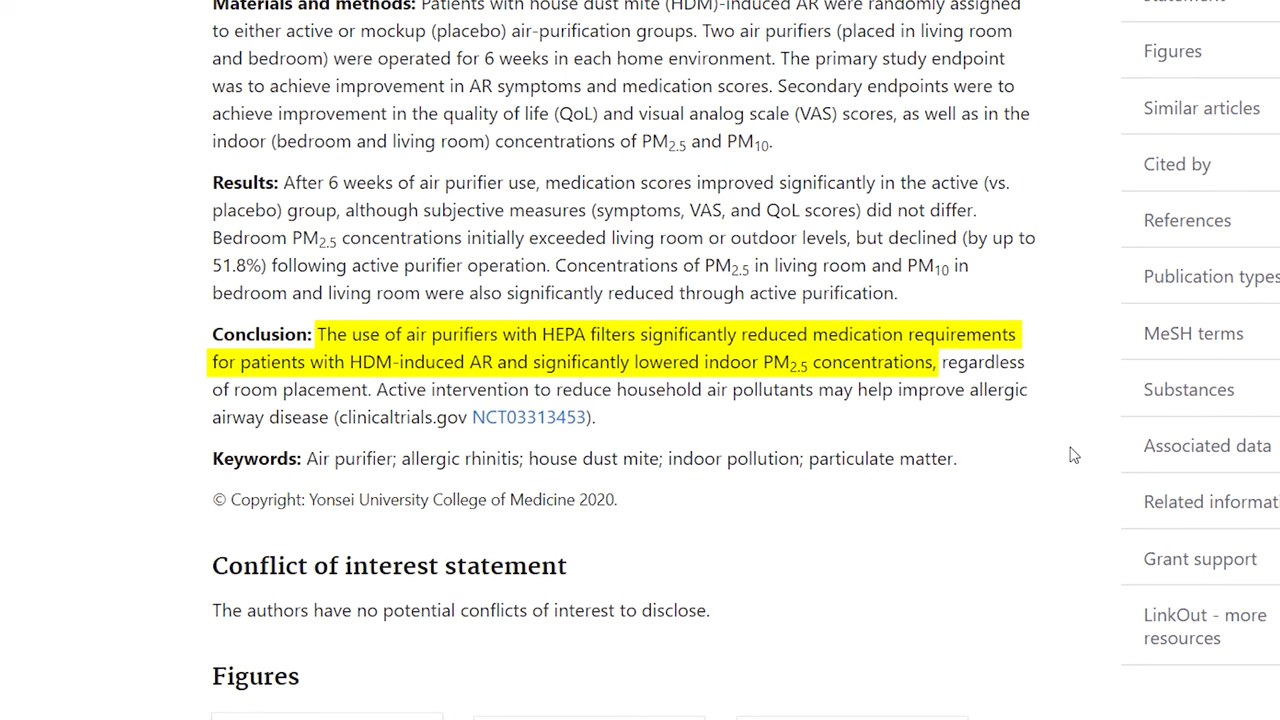 Materials and methods: Patients with house dust mite (HDM)-induced AR were randomly assigned
to either active or mockup (placebo) air-purification groups. Two air purifiers (placed in living room
and bedroom) were operated for 6 weeks in each home environment. The primary study endpoint
was to achieve improvement in AR symptoms and medication scores. Secondary endpoints were to
achieve improvement in the quality of life (QoL) and visual analog scale (VAS) scores, as well as in the
indoor (bedroom and living room) concentrations of PM2.5 and PM10.
Results: After 6 weeks of air purifier use, medication scores improved significantly in the active (vs.
placebo) group, although subjective measures (symptoms, VAS, and QoL scores) did not differ.
Bedroom PM2.5 concentrations initially exceeded living room or outdoor levels, but declined (by up to
51.8%) following active purifier operation. Concentrations of PM2.5 in living room and PM10 in
bedroom and living room were also significantly reduced through active purification.
Conclusion: The use of air purifiers with HEPA filters significantly reduced medication requirements
for patients with HDM-induced AR and significantly lowered indoor PM2.5 concentrations, regardless
of room placement. Active intervention to reduce household air pollutants may help improve allergic
airway disease (clinicaltrials.gov NCT03313453).
Keywords: Air purifier; allergic rhinitis; house dust mite; indoor pollution; particulate matter.
© Copyright: Yonsei University College of Medicine 2020.
Conflict of interest statement
The authors have no potential conflicts of interest to disclose.
Figures
statement
Figures
Similar articles
Cited by
References
Publication types
MeSH terms
Substances
Associated data
Related informati
Grant support
LinkOut - more
resources